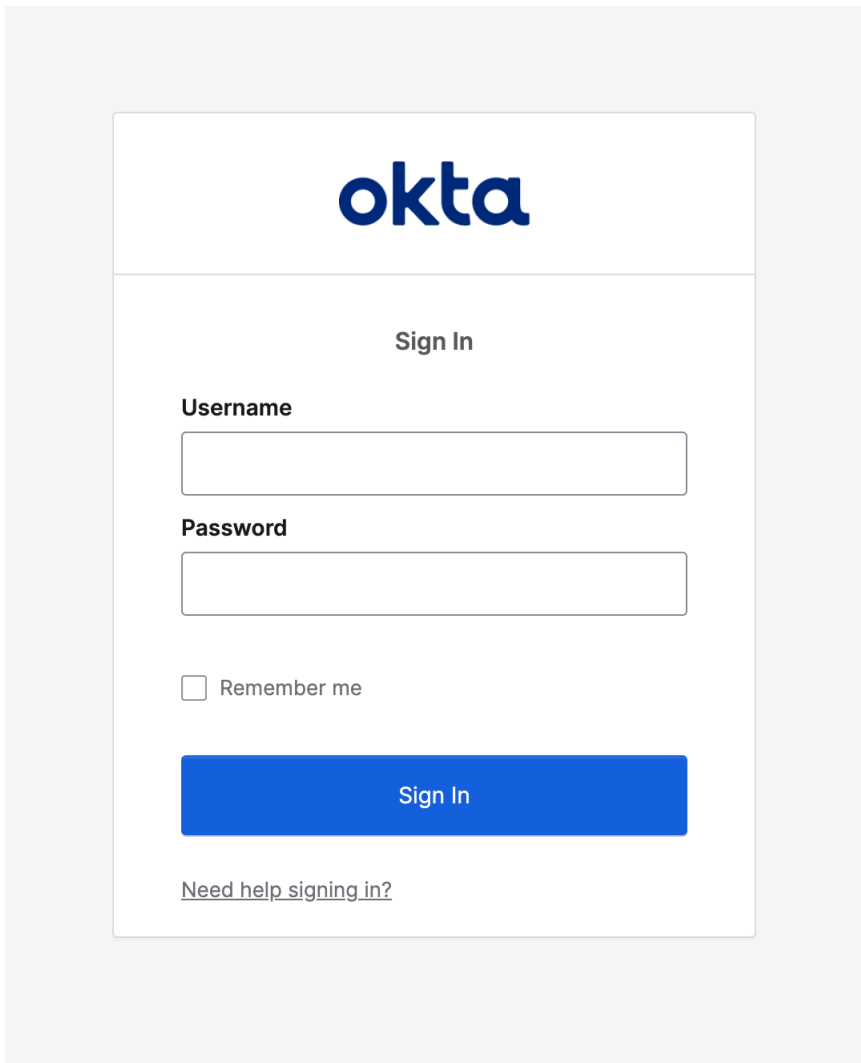 okta
Sign In
Username
Password
Remember me
Sign In
Need help signing in?